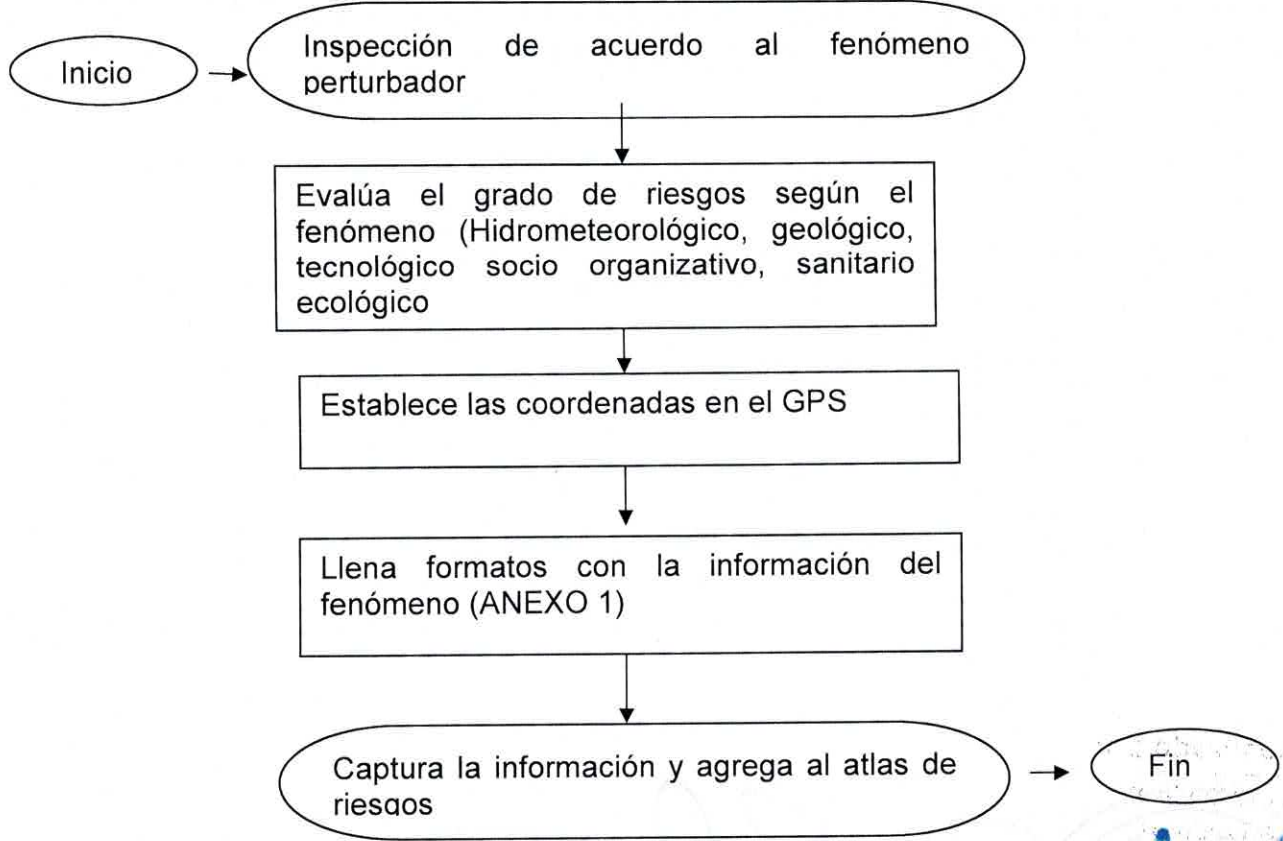 Inicio
Inspección de acuerdo al fenómeno
perturbador
Evalúa el grado de riesgos según el
fenómeno (Hidrometeorológico, geológico,
tecnológico socio organizativo, sanitario
ecológico
Establece las coordenadas en el GPS
Llena formatos con la información del
fenómeno (ANEXO 1)
Captura la información y agrega al atlas de
riesgos
Fin